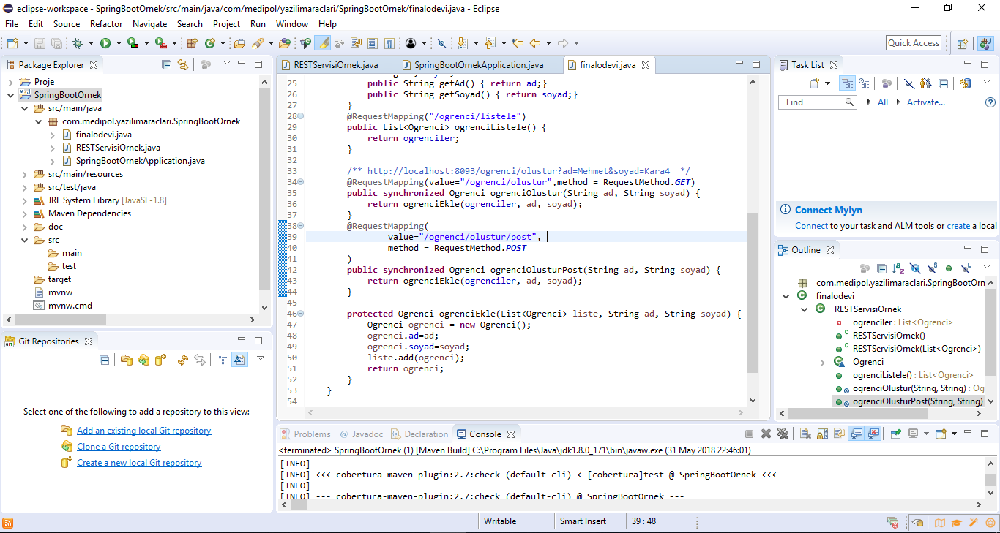 eclipse-workspace - SpringBootOrnek/src/main/java/com/medipol/yazilimaraclari/SpringBootOrnek/finalodevi.java - Eclipse
File Edit Source Refactor Navigate Search Project Run Window Help
Quick Access
Package Explorer
Proje
SpringBootOrnek
src/main/java
com.medipol.yazilimaraclari.SpringBootOrnek
finalodevi.java
RESTServisiOrnek.java
SpringBootOrnekApplication.java
src/main/resources
src/test/java
JRE System Library [JavaSE-1.8]
Maven Dependencies
doc
src
main
test
target
mvnw
mvnw.cmd
Git Repositories
Select one of the following to add a repository to this view:
Add an existing local Git repository
Clone a Git repository
Create a new local Git repository
RESTServisiOrnek.java SpringBootOrnekApplication.java finalodevi.java
25 public String getAd() { return ad;}
26 public String getSoyad() { return soyad;}
27 }
28 @RequestMapping("/ogrenci/listele")
29 public List<Ogrenci> ogrenciListele() {
30 return ogrenciler;
31 }
32
33 /** http://localhost:8093/ogrenci/olustur?ad=Mehmet&soyad=Kara4 */
34 @RequestMapping(value="/ogrenci/olustur",method = RequestMethod.GET)
35 public synchronized Ogrenci ogrenciOlustur(String ad, String soyad) {
36 return ogrenciEkle(ogrenciler, ad, soyad);
37 }
38 @RequestMapping(
39 value="/ogrenci/olustur/post",
40 method = RequestMethod.POST
41 )
42 public synchronized Ogrenci ogrenciOlusturPost(String ad, String soyad) {
43 return ogrenciEkle(ogrenciler, ad, soyad);
44 }
45
46 protected Ogrenci ogrenciEkle(List<Ogrenci> liste, String ad, String soyad) {
47 Ogrenci ogrenci = new Ogrenci();
48 ogrenci.ad=ad;
49 ogrenci.soyad=soyad;
50 liste.add(ogrenci);
51 return ogrenci;
52 }
53 }
54
Task List
Find All Activate...
Connect Mylyn
Connect to your task and ALM tools or create a local
Outline
com.medipol.yazilimaraclari.SpringBootOrn
finalodevi
RESTServisiOrnek
ogrenciler : List<Ogrenci>
RESTServisiOrnek()
RESTServisiOrnek(List<Ogrenci>)
Ogrenci
ogrenciListele() : List<Ogrenci>
ogrenciOlustur(String, String) : Og
ogrenciOlusturPost(String, String)
Problems Javadoc Declaration Console
<terminated> SpringBootOrnek (1) [Maven Build] C:\Program Files\Java\jdk1.8.0_171\bin\javaw.exe (31 May 2018 22:46:01)
[INFO]
[INFO] <<< cobertura-maven-plugin:2.7:check (default-cli) < [cobertura]test @ SpringBootOrnek <<<
[INFO]
[INFO] --- cobertura-maven-plugin:2.7:check (default-cli) @ SpringBootOrnek ---
Writable Smart Insert 39 : 48